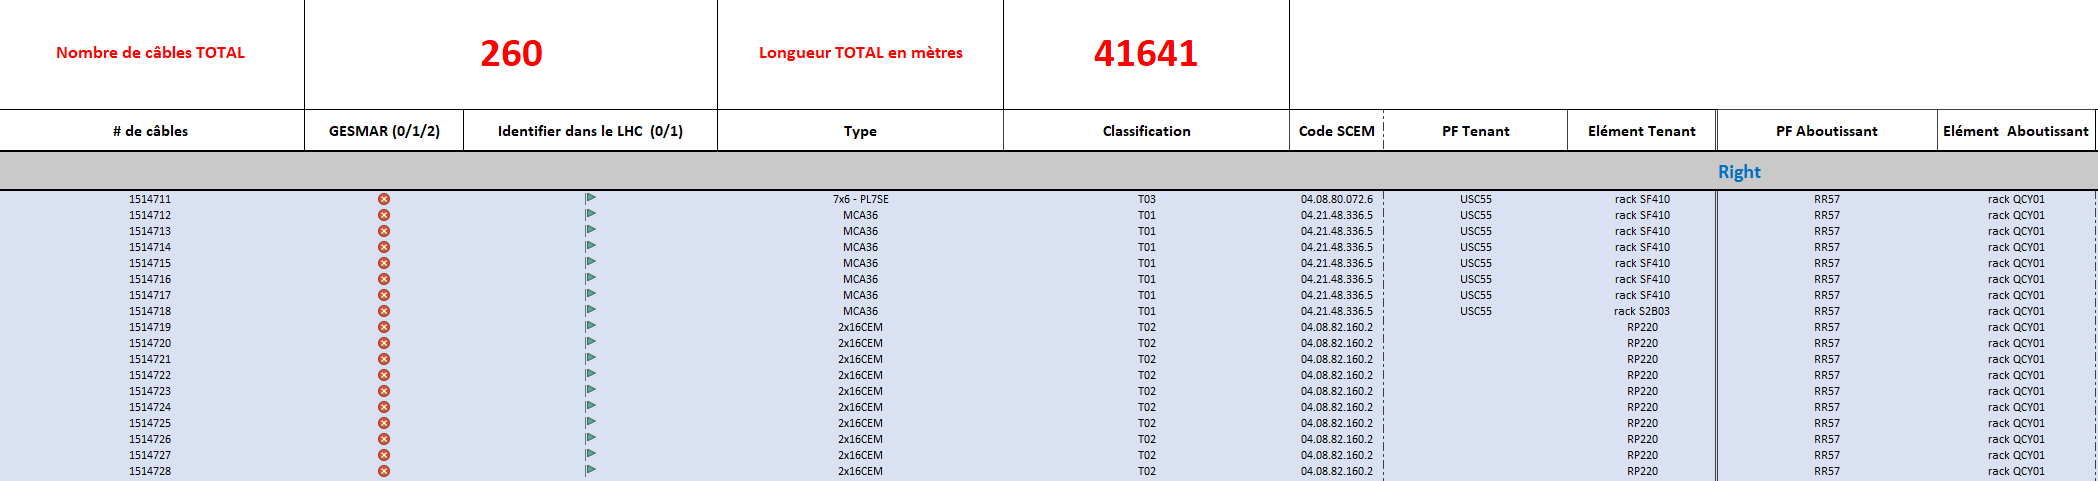 Nombre de câbles TOTAL 260 Longueur TOTAL en mètres 41641
# de câbles GESMAR (0/1/2) Identifier dans le LHC (0/1) Type Classification Code SCEM PF Tenant Elément Tenant PF Aboutissant Elément Aboutissant
Right
1514711 7x6 - PL7SE T03 04.08.80.072.6 USC55 rack SF410 RR57 rack QCY01
1514712 MCA36 T01 04.21.48.336.5 USC55 rack SF410 RR57 rack QCY01
1514713 MCA36 T01 04.21.48.336.5 USC55 rack SF410 RR57 rack QCY01
1514714 MCA36 T01 04.21.48.336.5 USC55 rack SF410 RR57 rack QCY01
1514715 MCA36 T01 04.21.48.336.5 USC55 rack SF410 RR57 rack QCY01
1514716 MCA36 T01 04.21.48.336.5 USC55 rack SF410 RR57 rack QCY01
1514717 MCA36 T01 04.21.48.336.5 USC55 rack SF410 RR57 rack QCY01
1514718 MCA36 T01 04.21.48.336.5 USC55 rack S2B03 RR57 rack QCY01
1514719 2x16CEM T02 04.08.82.160.2 RP220 RR57 rack QCY01
1514720 2x16CEM T02 04.08.82.160.2 RP220 RR57 rack QCY01
1514721 2x16CEM T02 04.08.82.160.2 RP220 RR57 rack QCY01
1514722 2x16CEM T02 04.08.82.160.2 RP220 RR57 rack QCY01
1514723 2x16CEM T02 04.08.82.160.2 RP220 RR57 rack QCY01
1514724 2x16CEM T02 04.08.82.160.2 RP220 RR57 rack QCY01
1514725 2x16CEM T02 04.08.82.160.2 RP220 RR57 rack QCY01
1514726 2x16CEM T02 04.08.82.160.2 RP220 RR57 rack QCY01
1514727 2x16CEM T02 04.08.82.160.2 RP220 RR57 rack QCY01
1514728 2x16CEM T02 04.08.82.160.2 RP220 RR57 rack QCY01